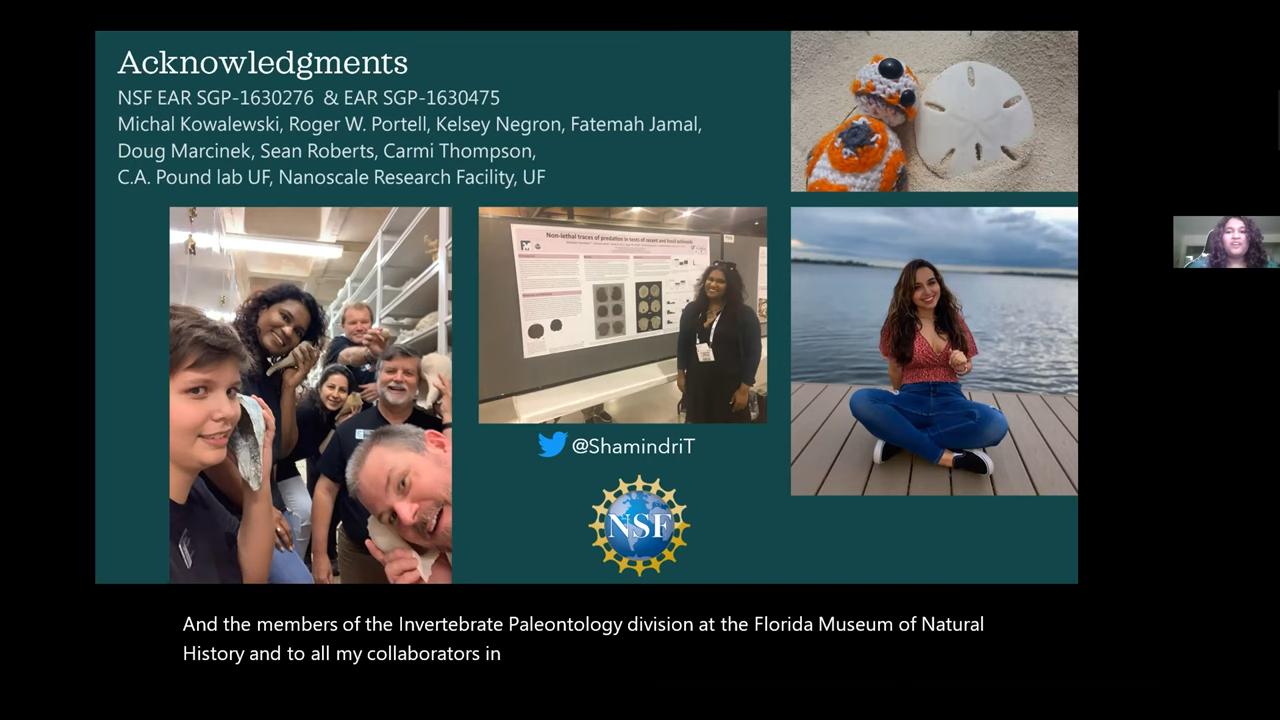 Acknowledgments
NSF EAR SGP-1630276 & EAR SGP-1630475
Michal Kowalewski, Roger W. Portell, Kelsey Negron, Fatemah Jamal,
Doug Marcinek, Sean Roberts, Carmi Thompson,
C.A. Pound lab UF, Nanoscale Research Facility, UF
Non-lethal traces of predation in tests of recent and fossil echinoids
@ShamindriT
NSF
And the members of the Invertebrate Paleontology division at the Florida Museum of Natural
History and to all my collaborators in